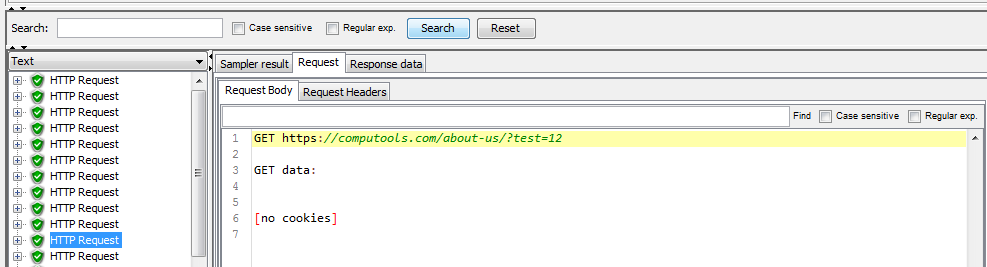 Search: Case sensitive Regular exp. Search Reset
Text
HTTP Request
HTTP Request
HTTP Request
HTTP Request
HTTP Request
HTTP Request
HTTP Request
HTTP Request
HTTP Request
HTTP Request
HTTP Request
HTTP Request
Sampler result Request Response data
Request Body Request Headers
Find Case sensitive Regular exp.
1 GET https://computools.com/about-us/?test=12
2
3 GET data:
4
5
6 [no cookies]
7